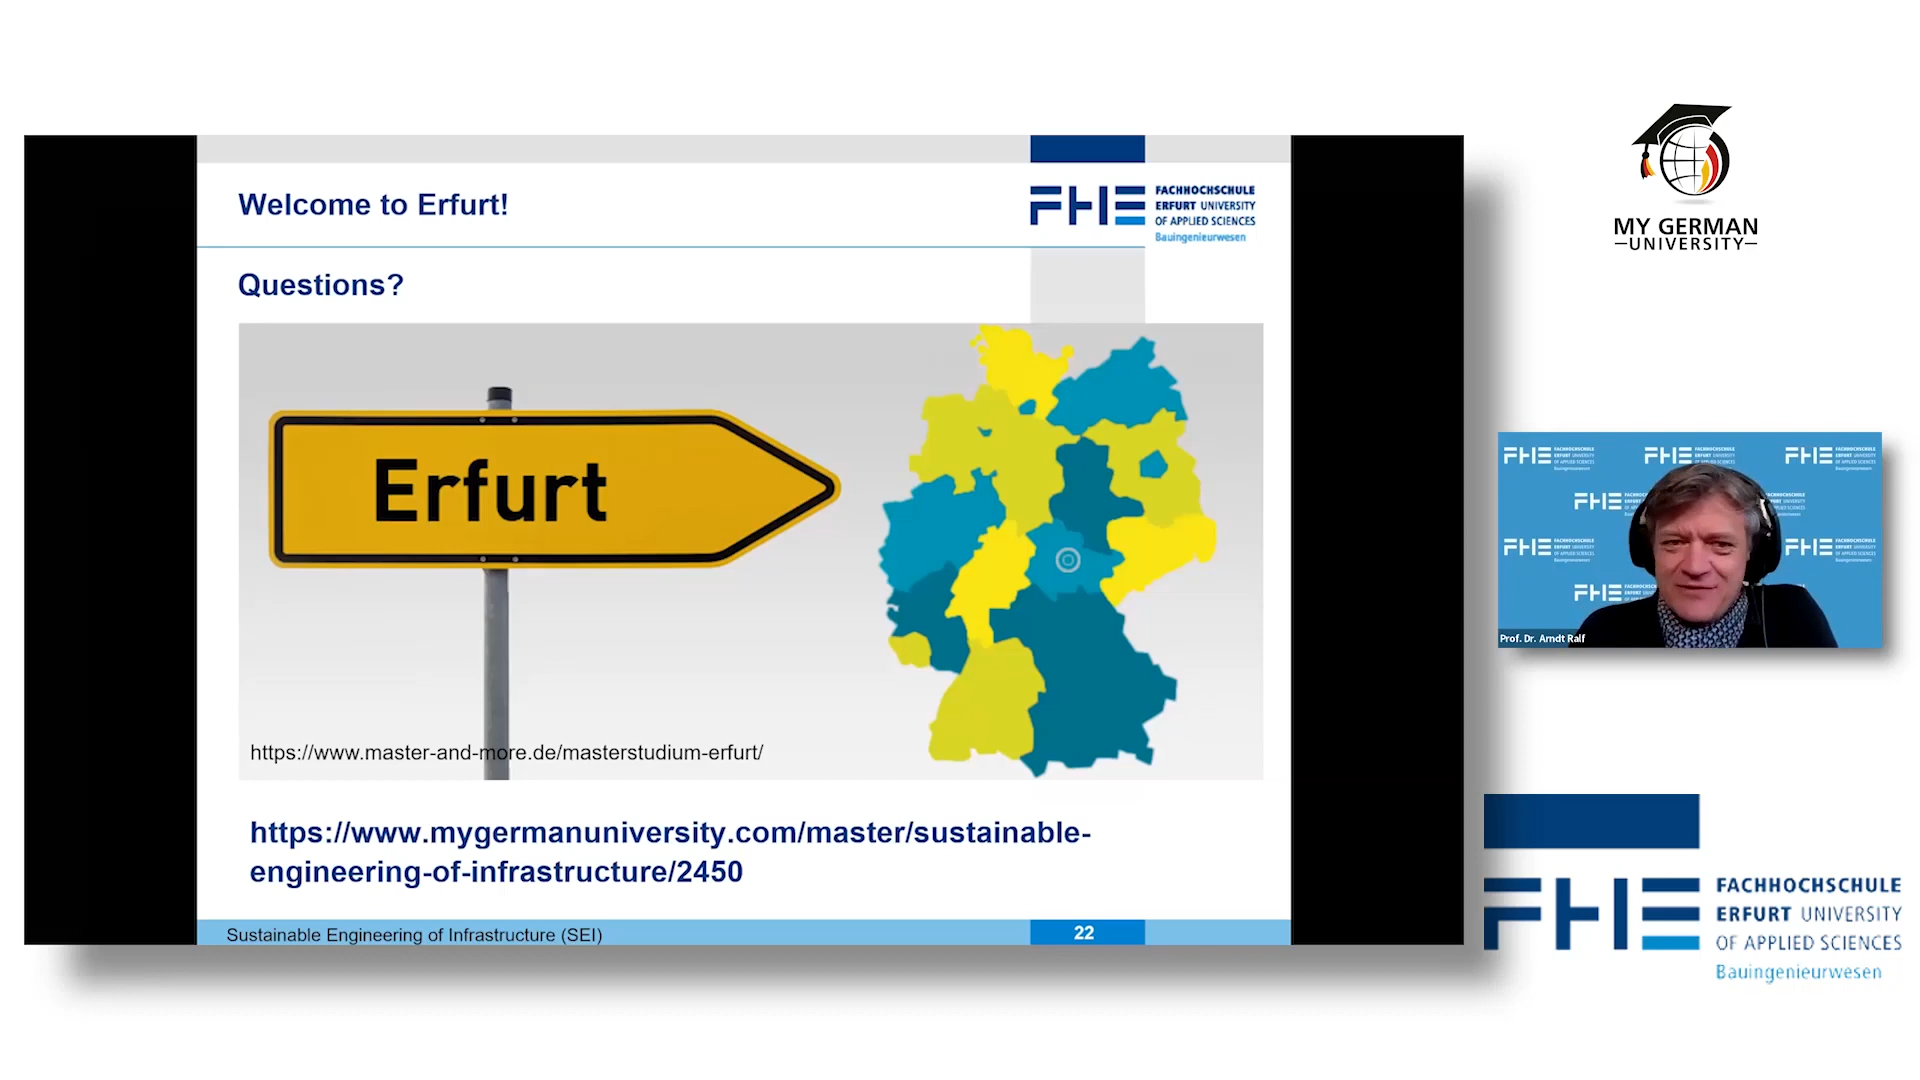 Welcome to Erfurt!
FHE
FACHHOCHSCHULE
ERFURT UNIVERSITY
OF APPLIED SCIENCES
Bauingenieurwesen
Questions?
Erfurt
https://www.master-and-more.de/masterstudium-erfurt/
https://www.mygermanuniversity.com/master/sustainable-
engineering-of-infrastructure/2450
Sustainable Engineering of Infrastructure (SEI)
22
MY GERMAN
UNIVERSITY
Prof. Dr. Arndt Ralf
FHE
FACHHOCHSCHULE
ERFURT UNIVERSITY
OF APPLIED SCIENCES
Bauingenieurwesen